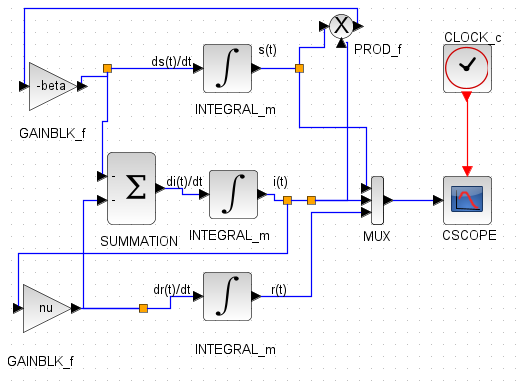 CLOCK_c
s(t)
X
PROD_f
ds(t)/dt
∫
-beta
INTEGRAL_m
GAINBLK_f
-
Σ
-
di(t)/dt
∫
i(t)
SUMMATION
INTEGRAL_m
MUX
CSCOPE
dr(t)/dt
∫
r(t)
nu
INTEGRAL_m
GAINBLK_f